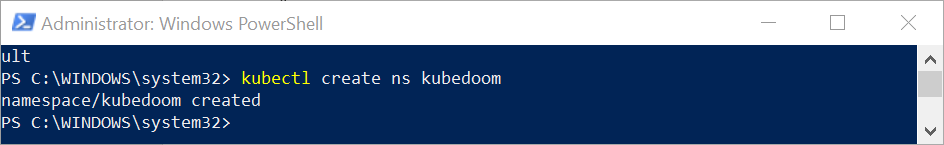 Administrator: Windows PowerShell
ult
PS C:\WINDOWS\system32> kubectl create ns kubedoom
namespace/kubedoom created
PS C:\WINDOWS\system32>